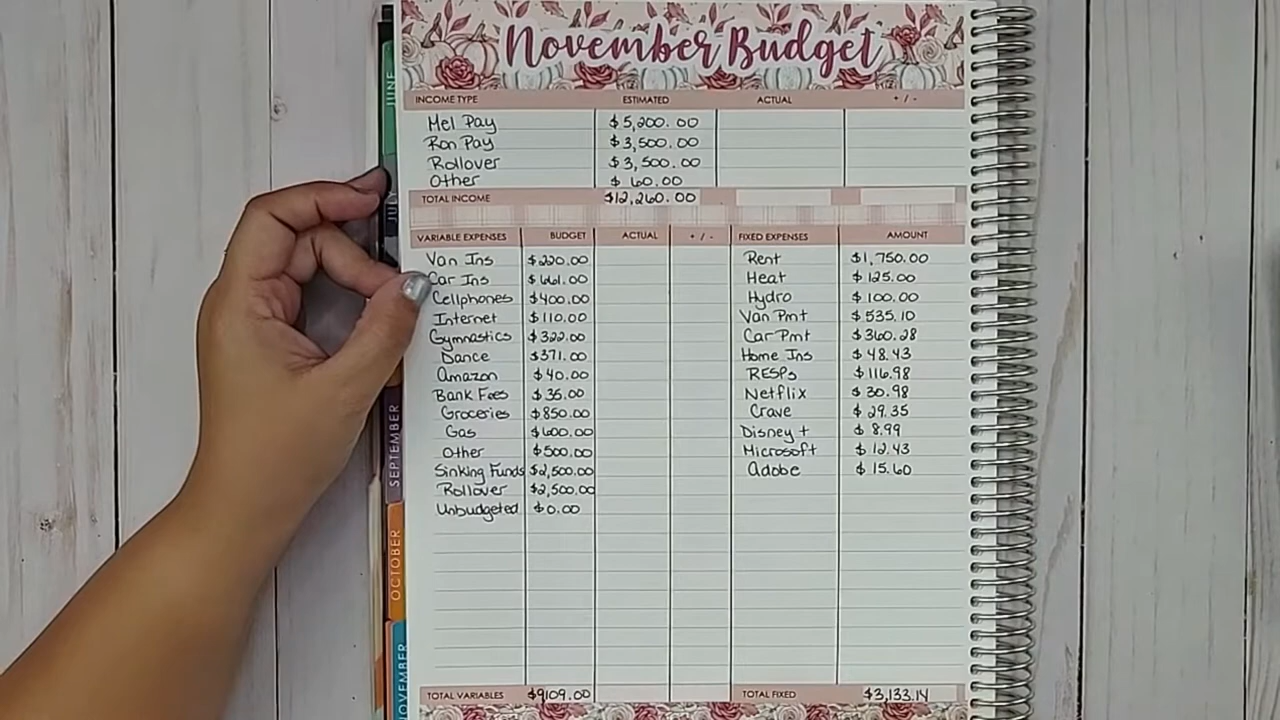 November Budget
INCOME TYPE ESTIMATED ACTUAL + / -
Mel Pay $5,200.00
Ron Pay $3,500.00
Rollover $3,500.00
Other $ 60.00
TOTAL INCOME $12,260.00
VARIABLE EXPENSES BUDGET ACTUAL + / - FIXED EXPENSES AMOUNT
Van Ins $220.00 Rent $1,750.00
Car Ins $661.00 Heat $125.00
Cellphones $400.00 Hydro $100.00
Internet $110.00 Van Pmt $535.10
Gymnastics $322.00 Car Pmt $360.28
Dance $371.00 Home Ins $48.43
Amazon $40.00 RESPs $116.98
Bank Fees $35.00 Netflix $30.98
Groceries $850.00 Crave $29.35
Gas $600.00 Disney + $8.99
Other $500.00 Microsoft $12.43
Sinking Funds $2,500.00 Adobe $15.60
Rollover $2,500.00
Unbudgeted $0.00
TOTAL VARIABLES $9109.00 TOTAL FIXED $3,133.14
JUNE
JULY
SEPTEMBER
OCTOBER
NOVEMBER